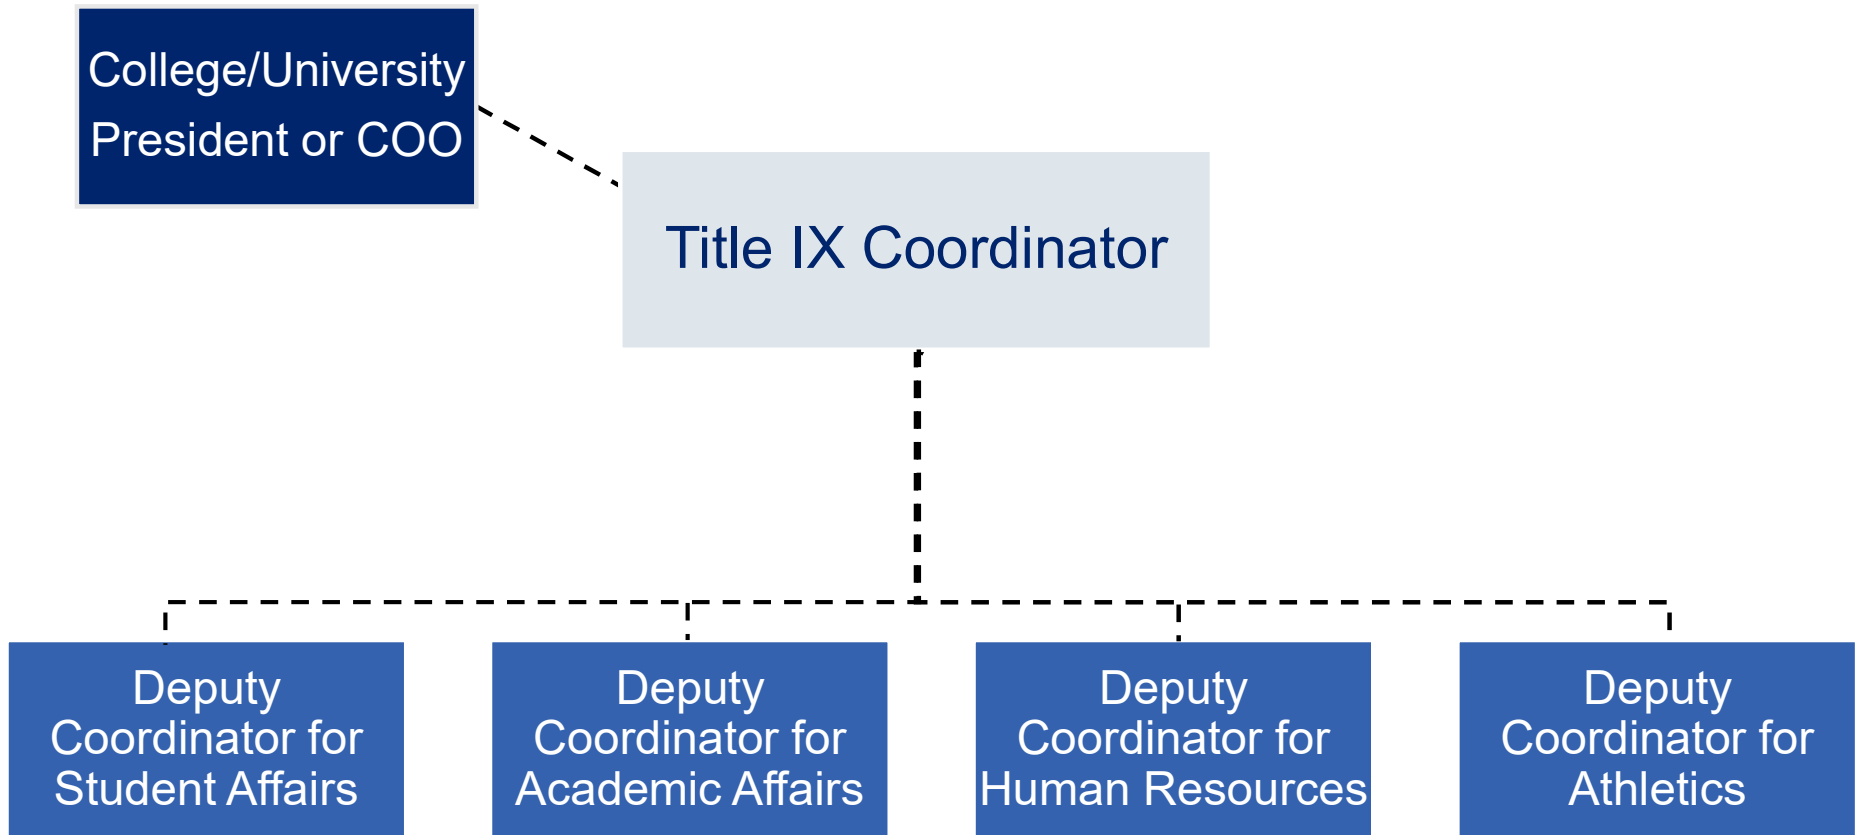 College/University
President or COO
Title IX Coordinator
Deputy
Coordinator for
Student Affairs
Deputy
Coordinator for
Academic Affairs
Deputy
Coordinator for
Human Resources
Deputy
Coordinator for
Athletics